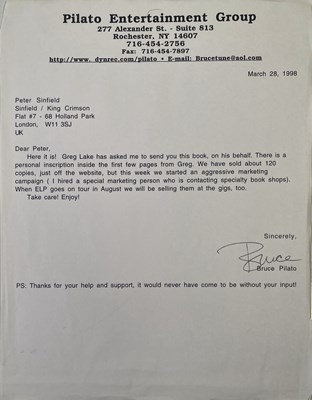 Pilato Entertainment Group
277 Alexander St. - Suite 813
Rochester, NY 14607
716-454-2756
Fax: 716-454-7897
http://www. dynrec.com/pilato • E-mail: Brucetune@aol.com
March 28, 1998
Peter Sinfield
Sinfield / King Crimson
Flat #7 - 68 Holland Park
London, W11 3SJ
UK
Dear Peter,
Here it is! Greg Lake has asked me to send you this book, on his behalf. There is a
personal inscription inside the first few pages from Greg. We have sold about 120
copies, just off the website, but this week we started an aggressive marketing
campaign ( I hired a special marketing person who is contacting specialty book shops).
When ELP goes on tour in August we will be selling them at the gigs, too.
Take care! Enjoy!
Sincerely,
Bruce
Bruce Pilato
PS: Thanks for your help and support, it would never have come to be without your input!